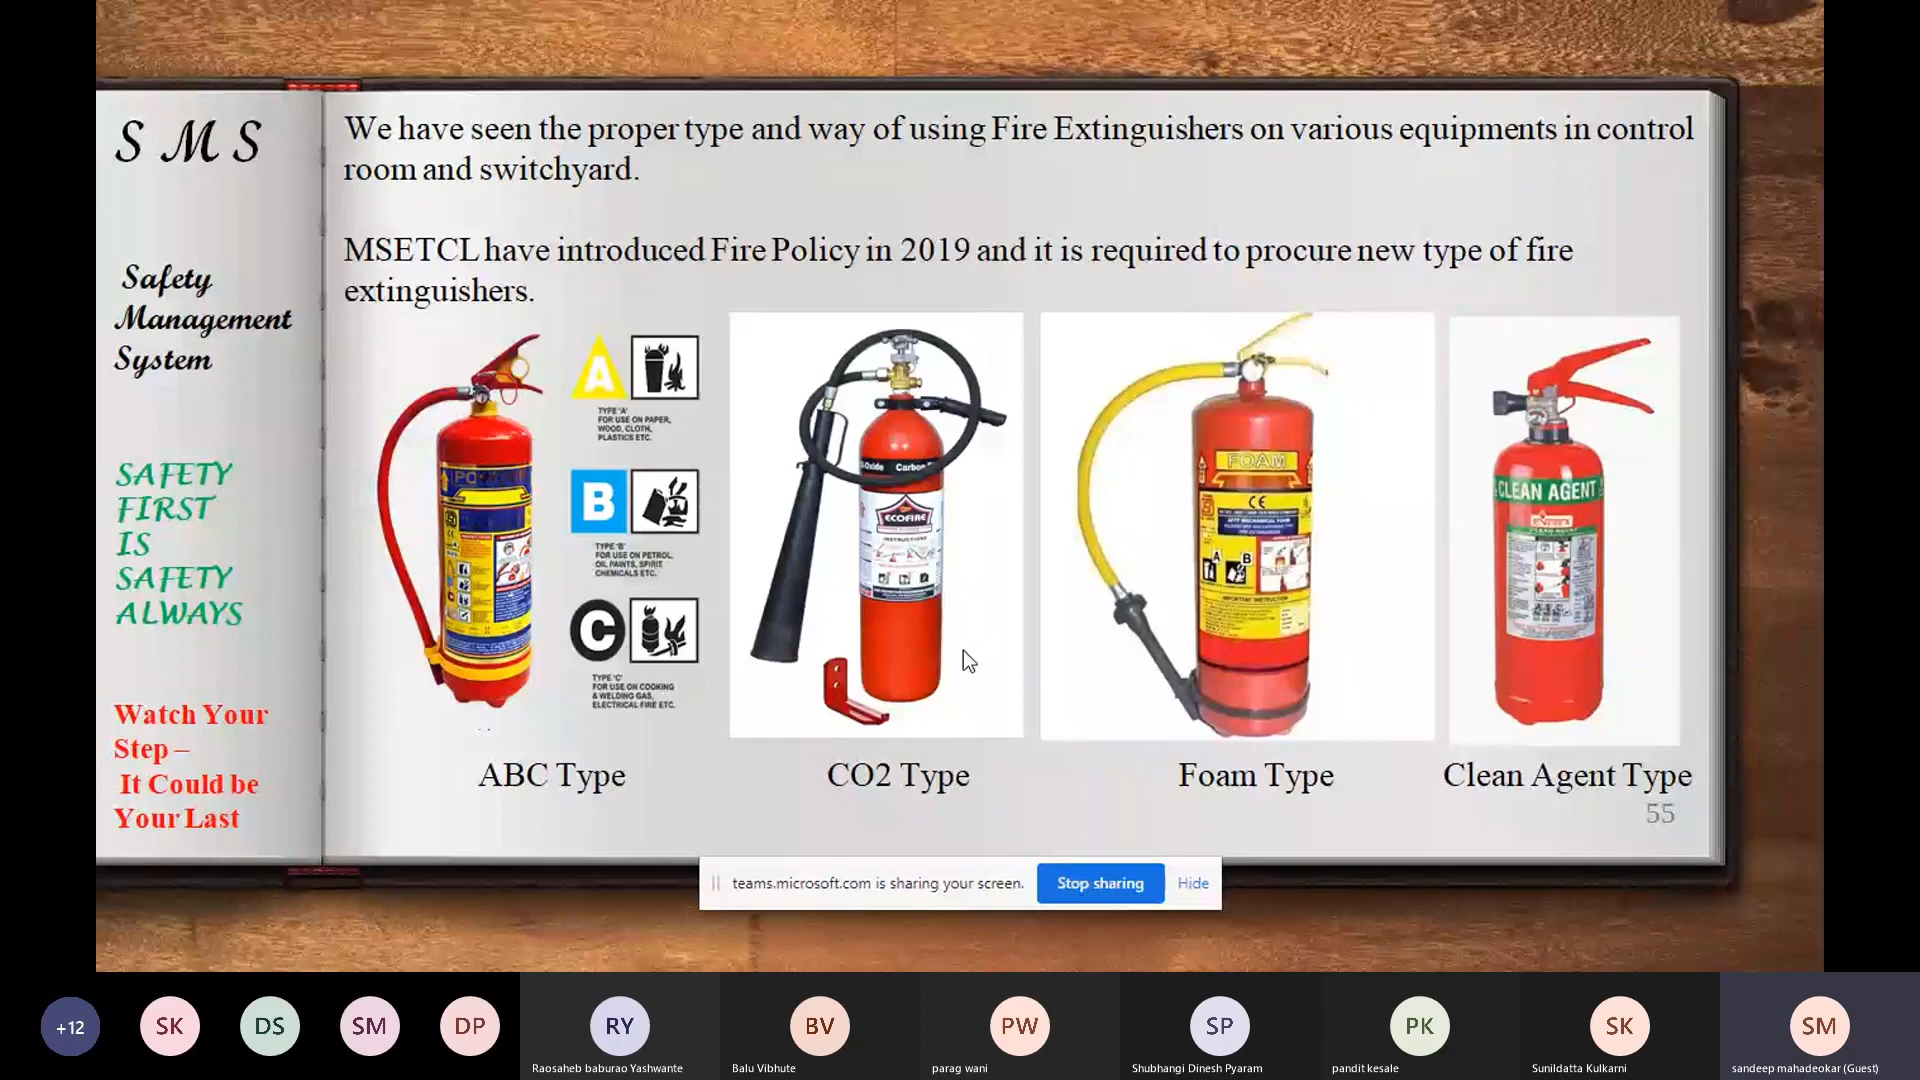 S M S
Safety
Management
System
SAFETY
FIRST
IS
SAFETY
ALWAYS
Watch Your
Step –
It Could be
Your Last
We have seen the proper type and way of using Fire Extinguishers on various equipments in control
room and switchyard.
MSETCL have introduced Fire Policy in 2019 and it is required to procure new type of fire
extinguishers.
A
TYPE 'A'
FOR USE ON PAPER,
WOOD, CLOTH,
PLASTICS ETC.
B
TYPE 'B'
FOR USE ON PETROL,
OIL PAINTS, SPIRIT
CHEMICALS ETC.
C
TYPE 'C'
FOR USE ON COOKING
& WELDING GAS,
ELECTRICAL FIRE ETC.
ECOFIRE
INSTRUCTIONS
FOAM
CE
A B
CLEAN AGENT
ABC Type
CO2 Type
Foam Type
Clean Agent Type
55
teams.microsoft.com is sharing your screen.
Stop sharing
Hide
+12
SK
DS
SM
DP
RY
Raosaheb baburao Yashwante
BV
Balu Vibhute
PW
parag wani
SP
Shubhangi Dinesh Pyaram
PK
pandit kesale
SK
Sunildatta Kulkarni
SM
sandeep mahadeokar (Guest)